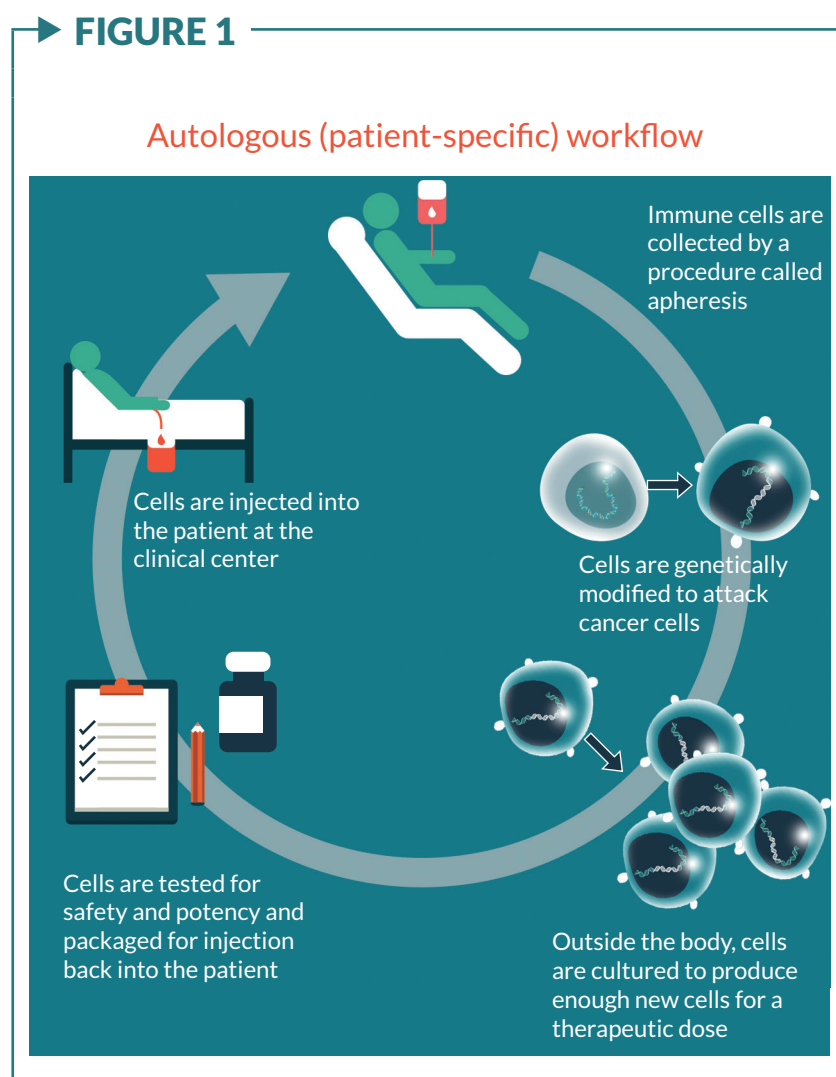 FIGURE 1
Autologous (patient-specific) workflow
Immune cells are
collected by a
procedure called
apheresis
Cells are genetically
modified to attack
cancer cells
Outside the body, cells
are cultured to produce
enough new cells for a
therapeutic dose
Cells are tested for
safety and potency and
packaged for injection
back into the patient
Cells are injected into
the patient at the
clinical center